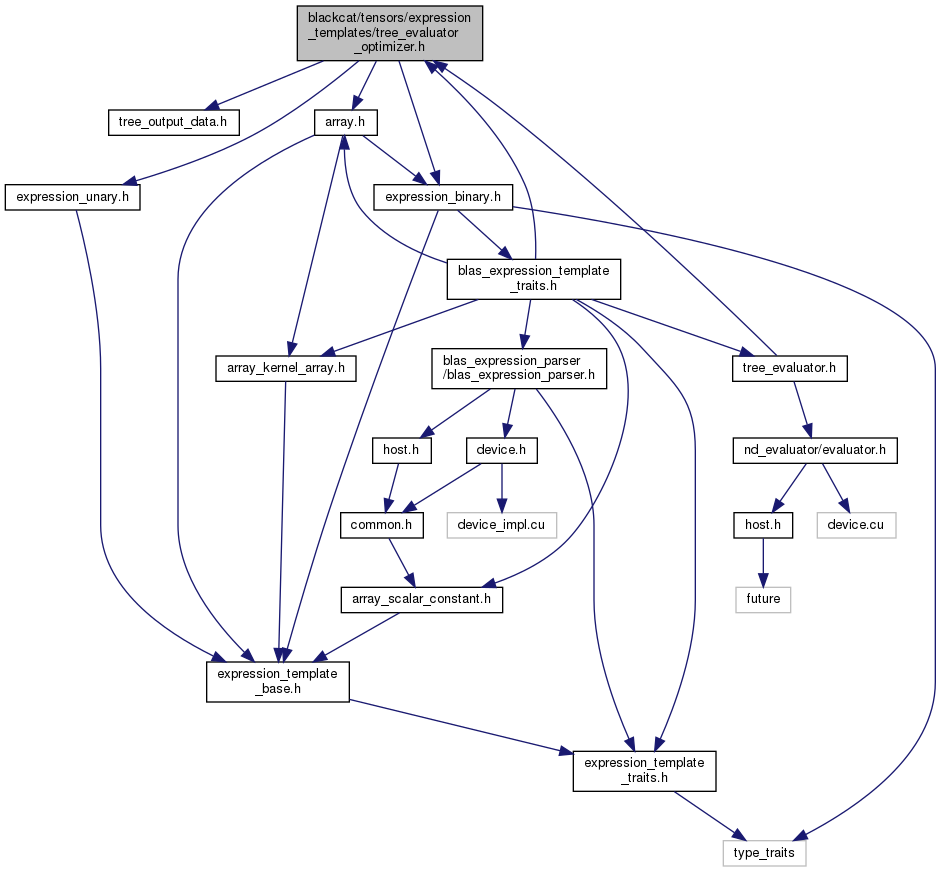 blackcat/tensors/expression
_templates/tree_evaluator
_optimizer.h
tree_output_data.h
array.h
expression_unary.h
expression_binary.h
blas_expression_template
_traits.h
array_kernel_array.h
blas_expression_parser
/blas_expression_parser.h
tree_evaluator.h
host.h
device.h
nd_evaluator/evaluator.h
common.h
device_impl.cu
host.h
device.cu
array_scalar_constant.h
future
expression_template
_base.h
expression_template
_traits.h
type_traits